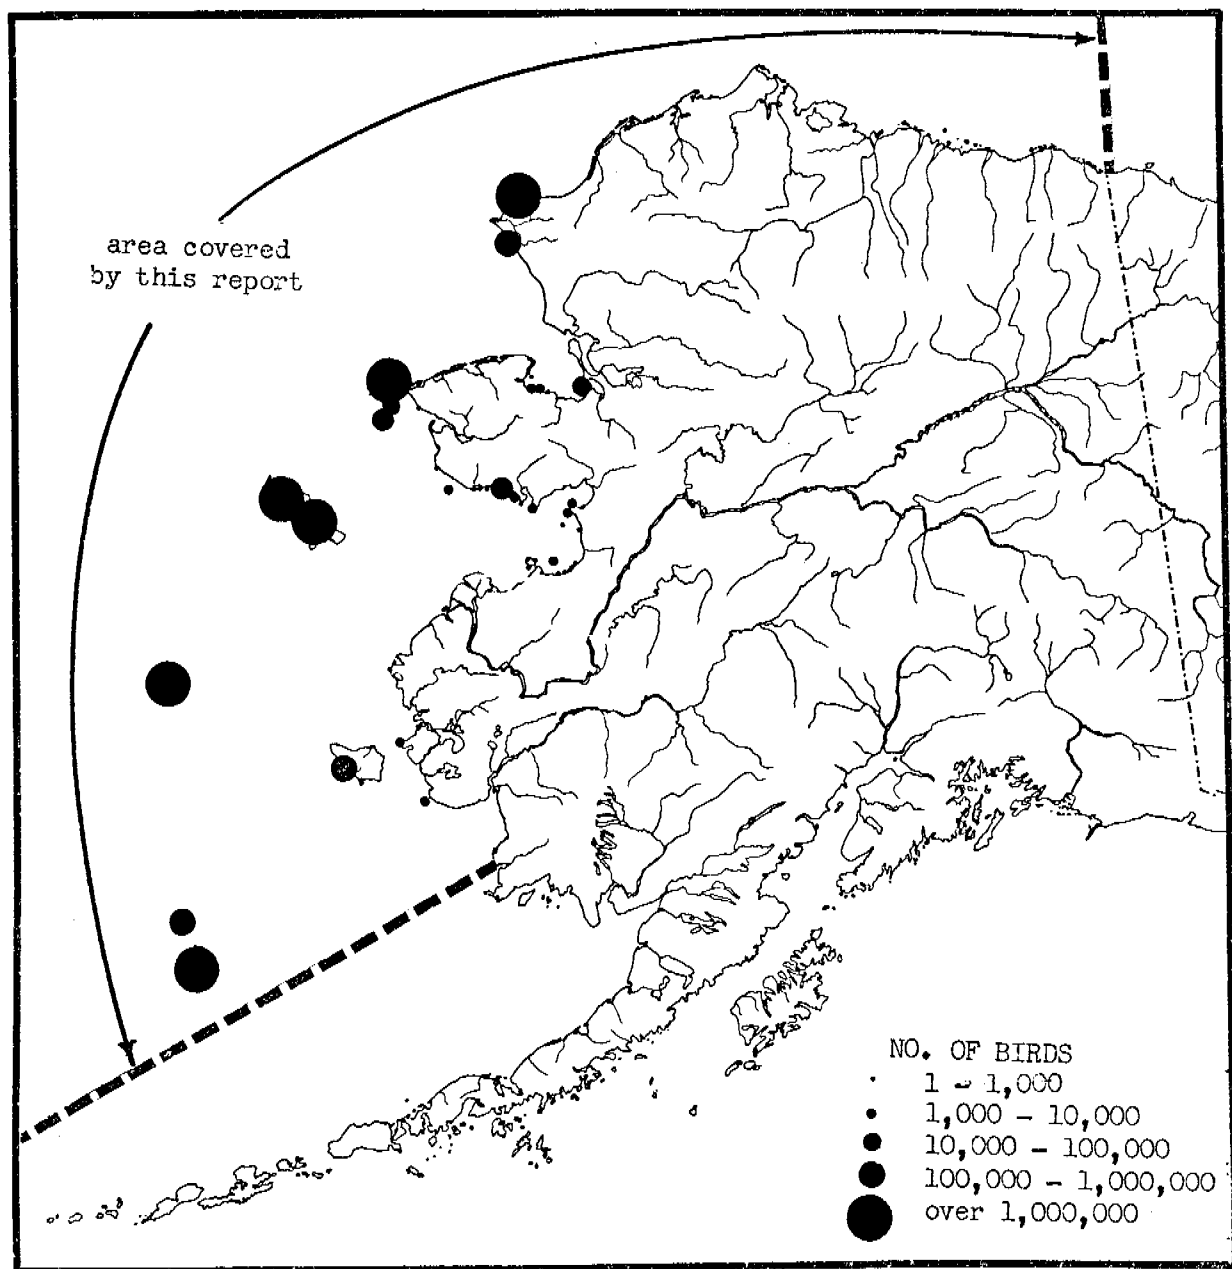 area covered
by this report
NO. OF BIRDS
1 - 1,000
1,000 - 10,000
10,000 - 100,000
100,000 - 1,000,000
over 1,000,000